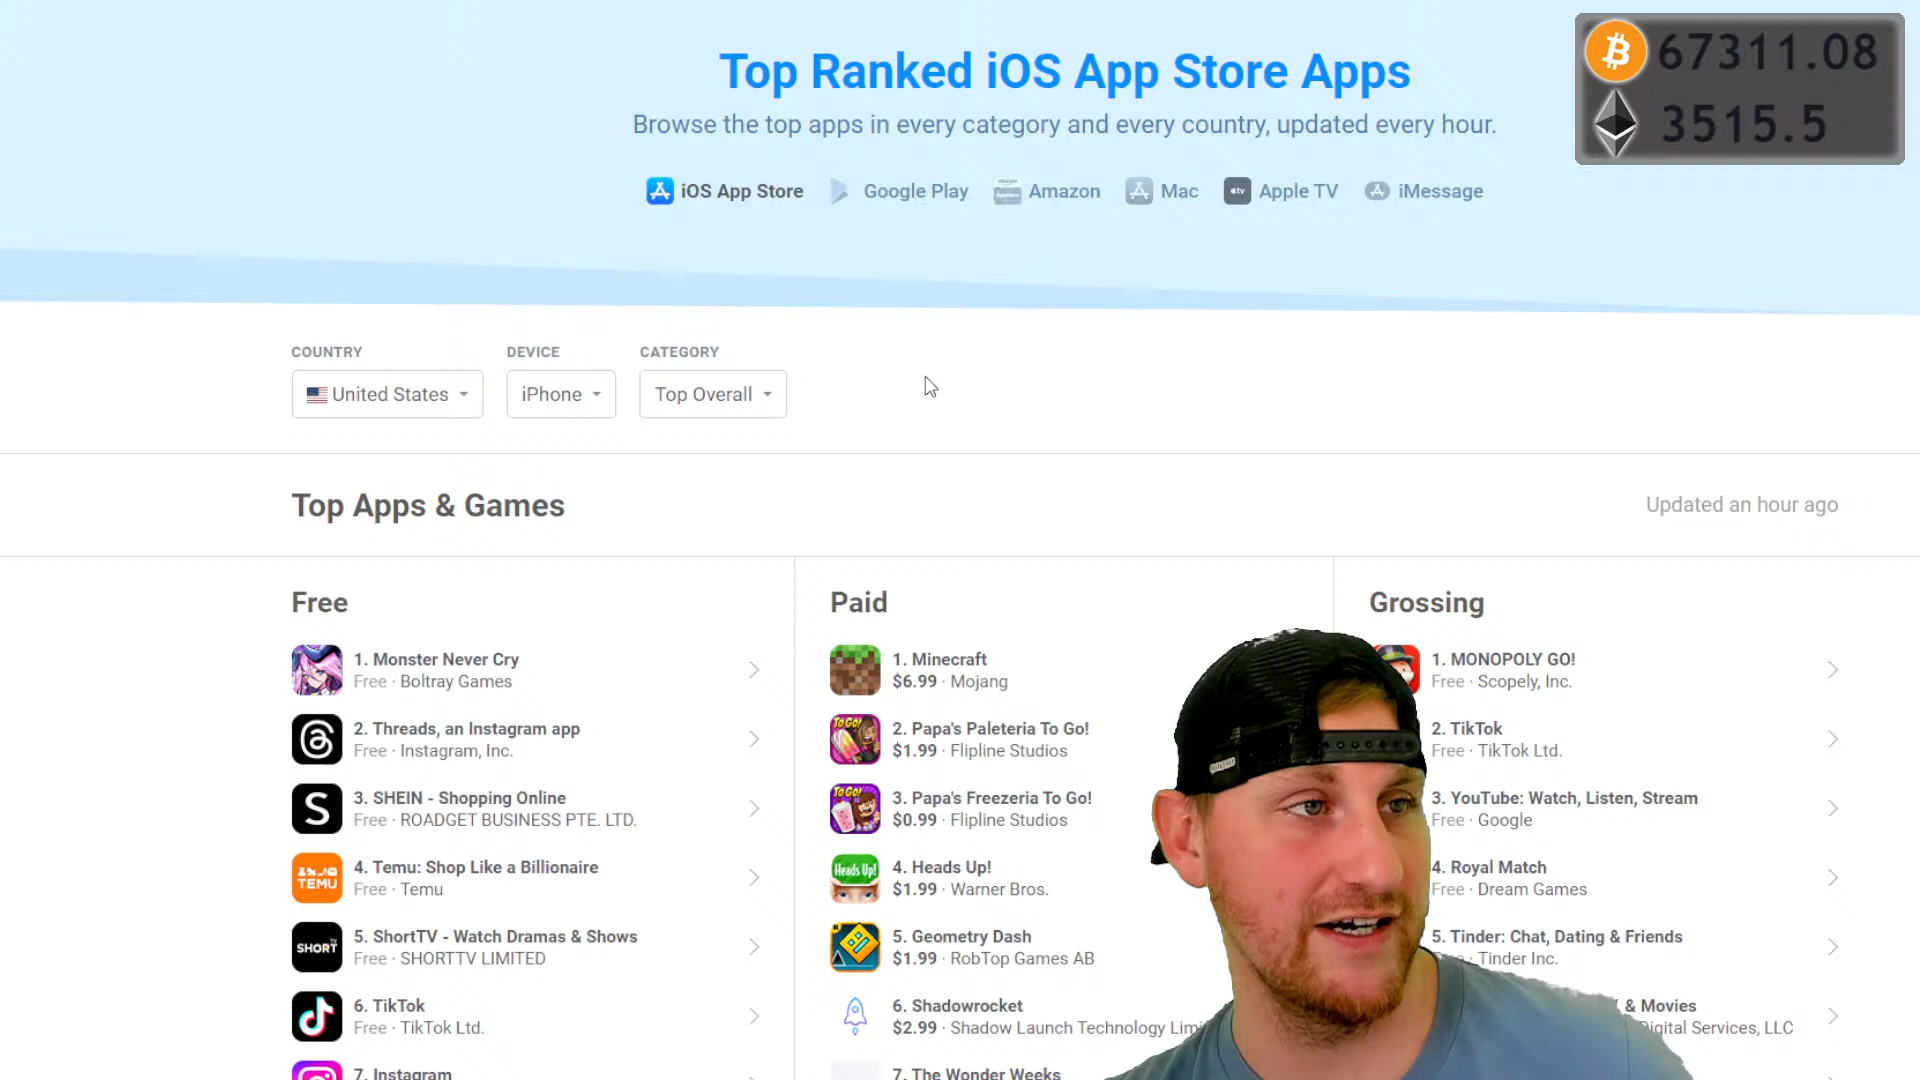 Top Ranked iOS App Store Apps
Browse the top apps in every category and every country, updated every hour.
67311.08
3515.5
iOS App Store
Google Play
Amazon
Mac
Apple TV
iMessage
COUNTRY
DEVICE
CATEGORY
United States
iPhone
Top Overall
Top Apps & Games
Updated an hour ago
Free
1. Monster Never Cry
Free · Boltray Games
2. Threads, an Instagram app
Free · Instagram, Inc.
3. SHEIN - Shopping Online
Free · ROADGET BUSINESS PTE. LTD.
TEMU
4. Temu: Shop Like a Billionaire
Free · Temu
SHORT TV
5. ShortTV - Watch Dramas & Shows
Free · SHORTTV LIMITED
6. TikTok
Free · TikTok Ltd.
7. Instagram
Paid
1. Minecraft
$6.99 · Mojang
TO GO!
2. Papa's Paleteria To Go!
$1.99 · Flipline Studios
TO GO!
3. Papa's Freezeria To Go!
$0.99 · Flipline Studios
Heads Up!
4. Heads Up!
$1.99 · Warner Bros.
5. Geometry Dash
$1.99 · RobTop Games AB
6. Shadowrocket
$2.99 · Shadow Launch Technology
7. The Wonder Weeks
Grossing
1. MONOPOLY GO!
Free · Scopely, Inc.
2. TikTok
Free · TikTok Ltd.
3. YouTube: Watch, Listen, Stream
Free · Google
4. Royal Match
Free · Dream Games
5. Tinder: Chat, Dating & Friends
· Tinder Inc.
& Movies
Digital Services, LLC